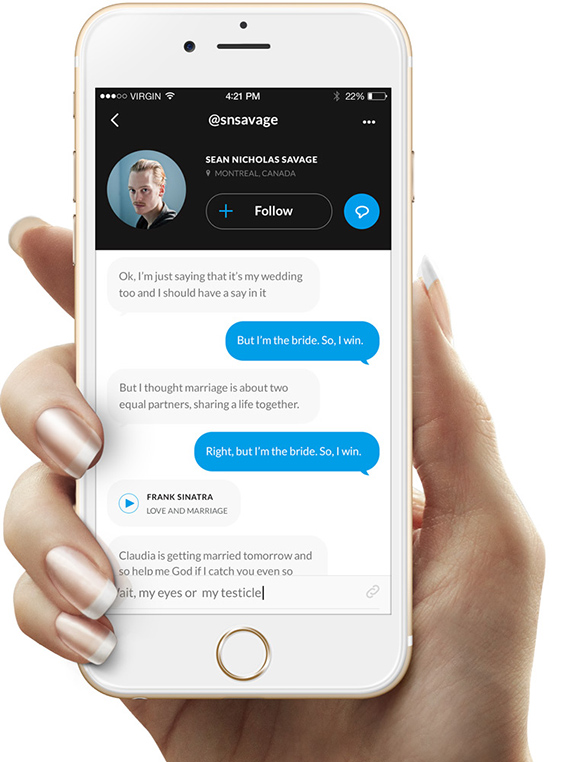 VIRGIN 4:21 PM 22%
@snsavage
SEAN NICHOLAS SAVAGE
MONTREAL, CANADA
Follow
Ok, I'm just saying that it's my wedding
too and I should have a say in it
But I'm the bride. So, I win.
But I thought marriage is about two
equal partners, sharing a life together.
Right, but I'm the bride. So, I win.
FRANK SINATRA
LOVE AND MARRIAGE
Claudia is getting married tomorrow and
so help me God if I catch you even so
ait, my eyes or my testicle